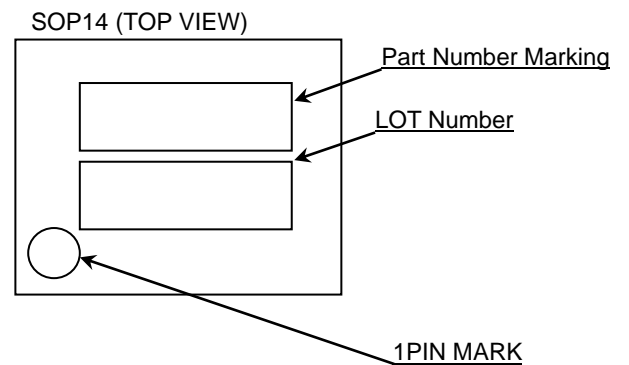 SOP14 (TOP VIEW)
Part Number Marking
LOT Number
1PIN MARK